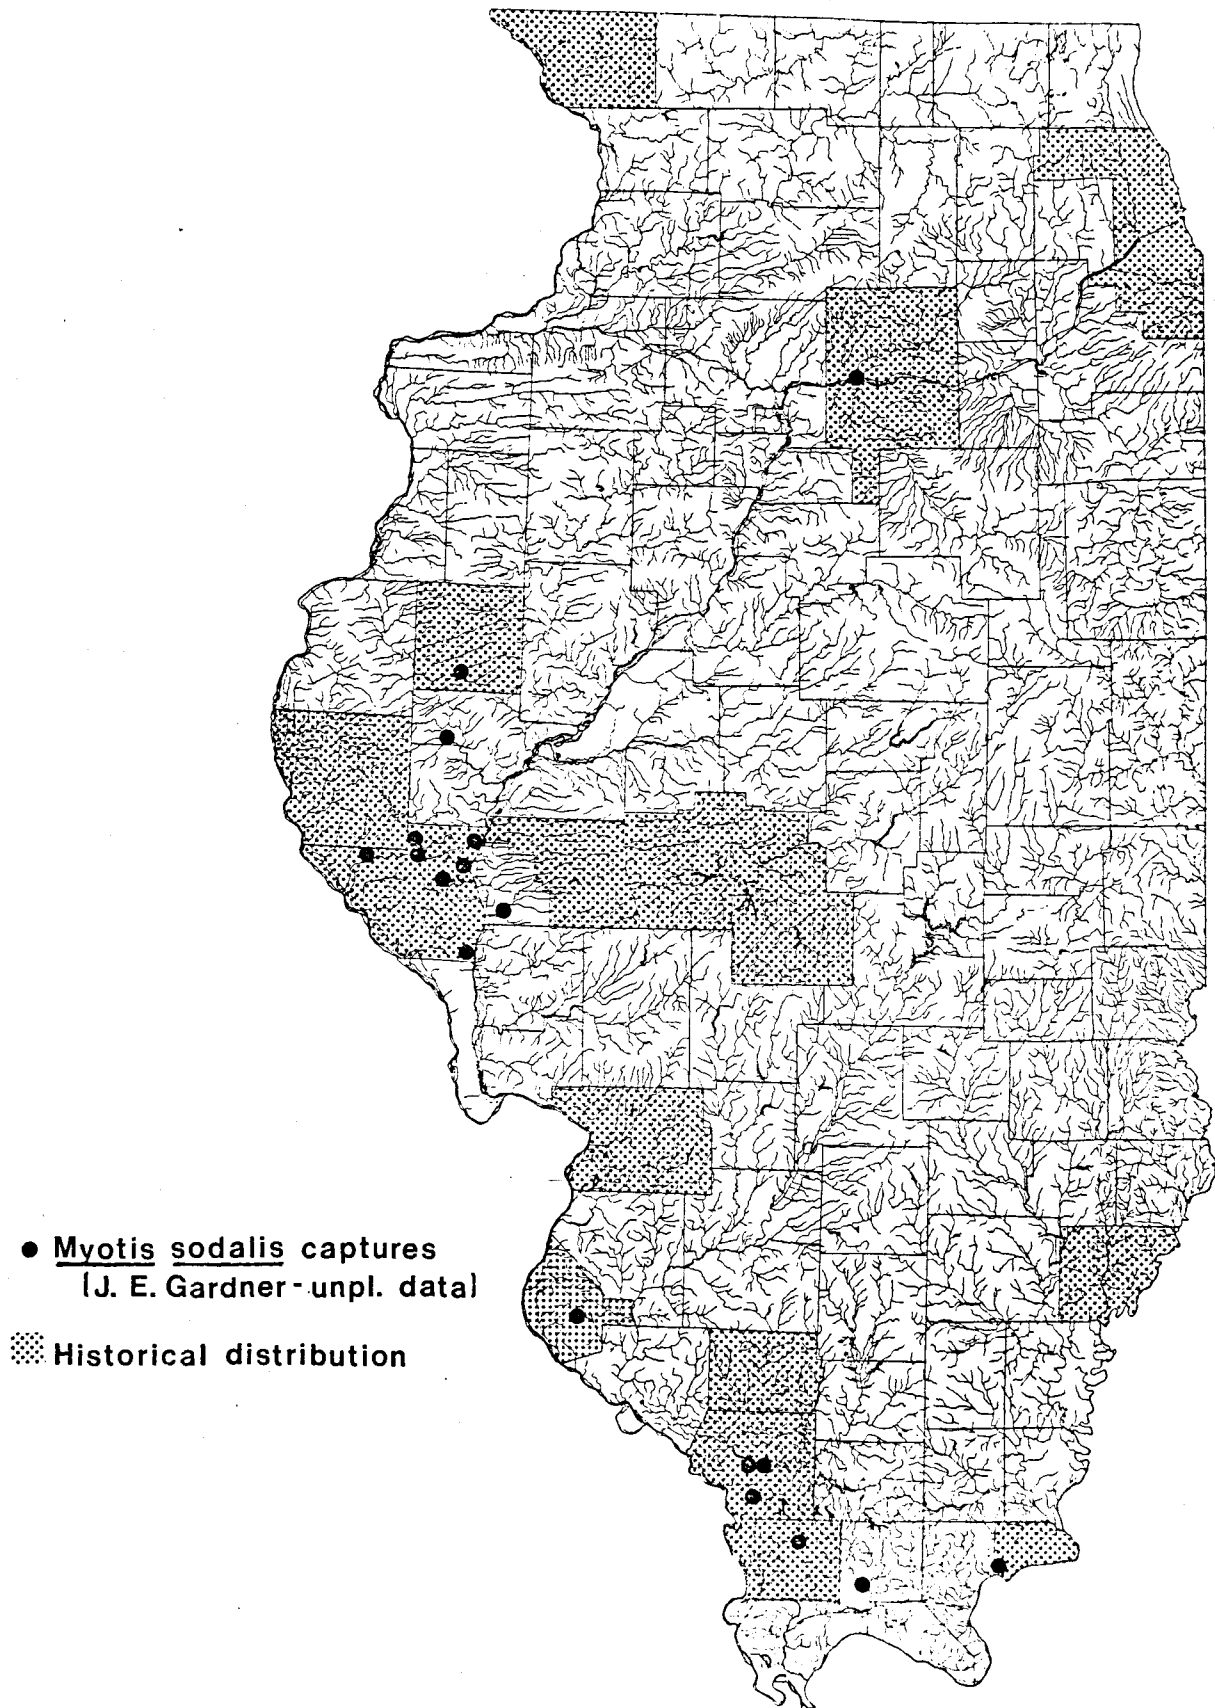 ● Myotis sodalis captures
[J. E. Gardner-unpl. data]
Historical distribution